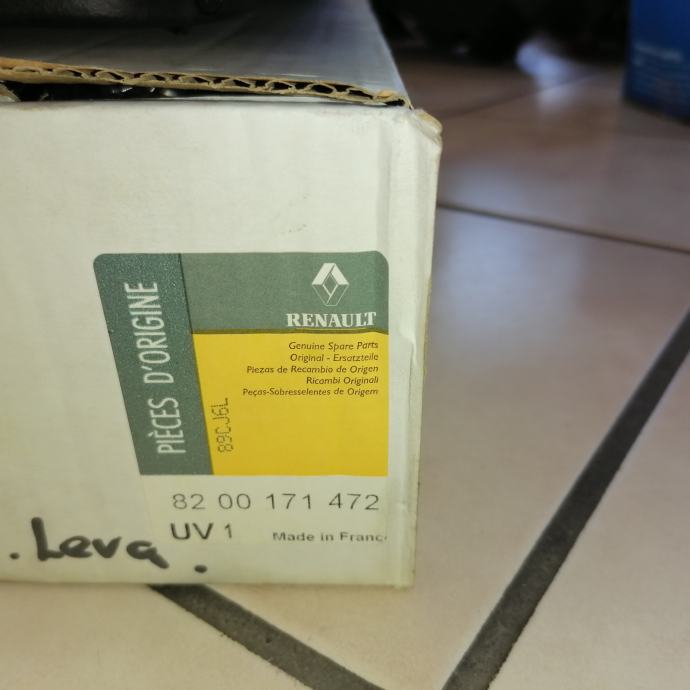 PIÈCES D'ORIGINE
RENAULT
Genuine Spare Parts
Original - Ersatzteile
Piezas de Recambio de Origen
Ricambi Originali
Peças-Sobresselentes de Origem
89CJ6L
82 00 171 472
UV 1 Made in Franc
. Leva .